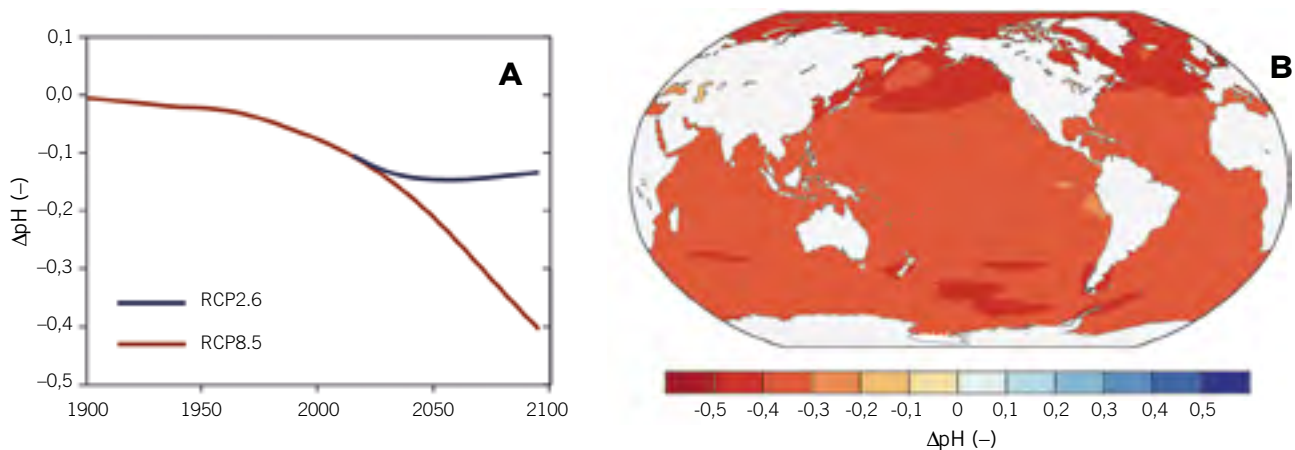 A
0,1
0,0
–0,1
–0,2
–0,3
–0,4
–0,5
ΔpH (–)
RCP2.6
RCP8.5
1900 1950 2000 2050 2100
B
-0,5 -0,4 -0,3 -0,2 -0,1 0 0,1 0,2 0,3 0,4 0,5
ΔpH (–)